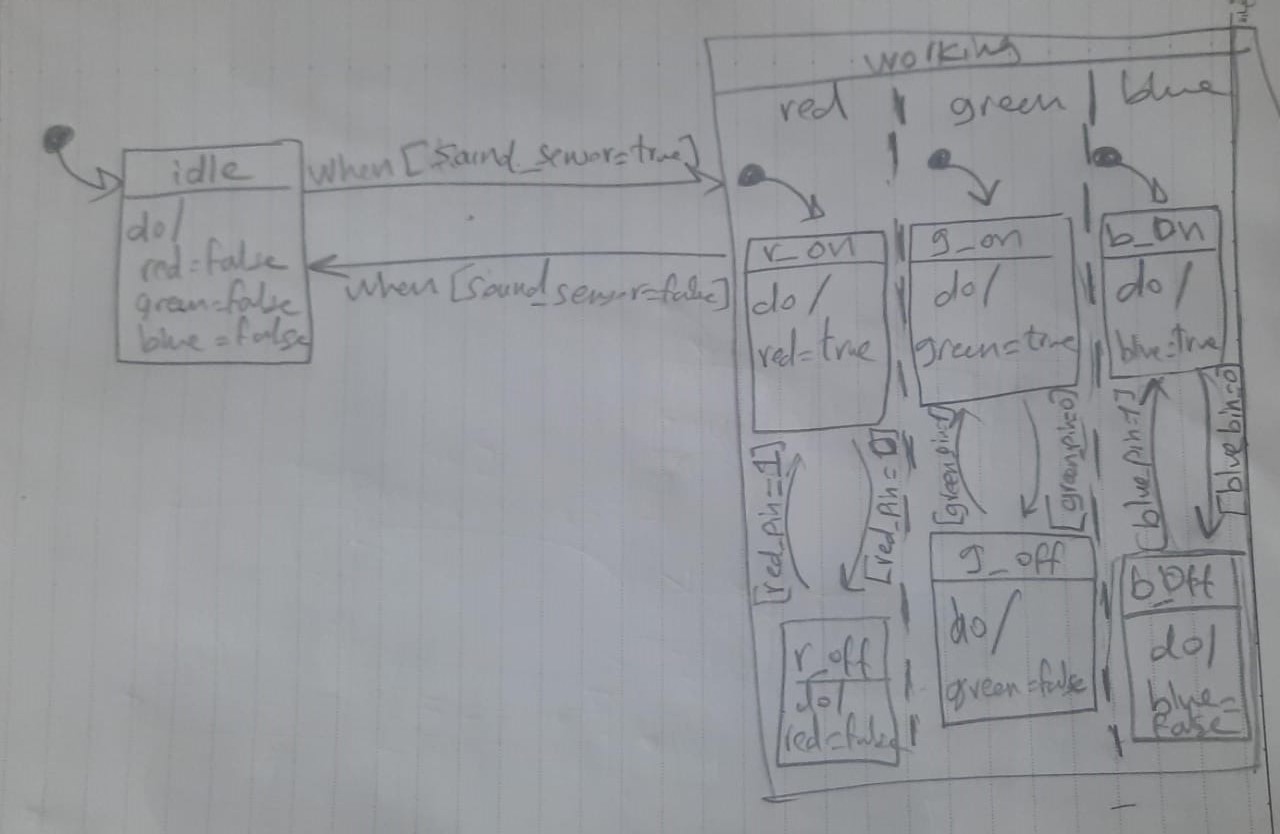 working
red
green
blue
idle
do/
red=false
green=false
blue=false
when [Sound_sensor=true]
when [Sound_sensor=false]
r_on
do/
red=true
g_on
do/
green=true
b_on
do/
blue=true
[red_pin=1]
[red_pin=0]
[green_pin=1]
[green_pin=0]
[blue_pin=1]
[blue_pin=0]
r_off
do/
red=false
g_off
do/
green=false
b_off
do/
blue=
false